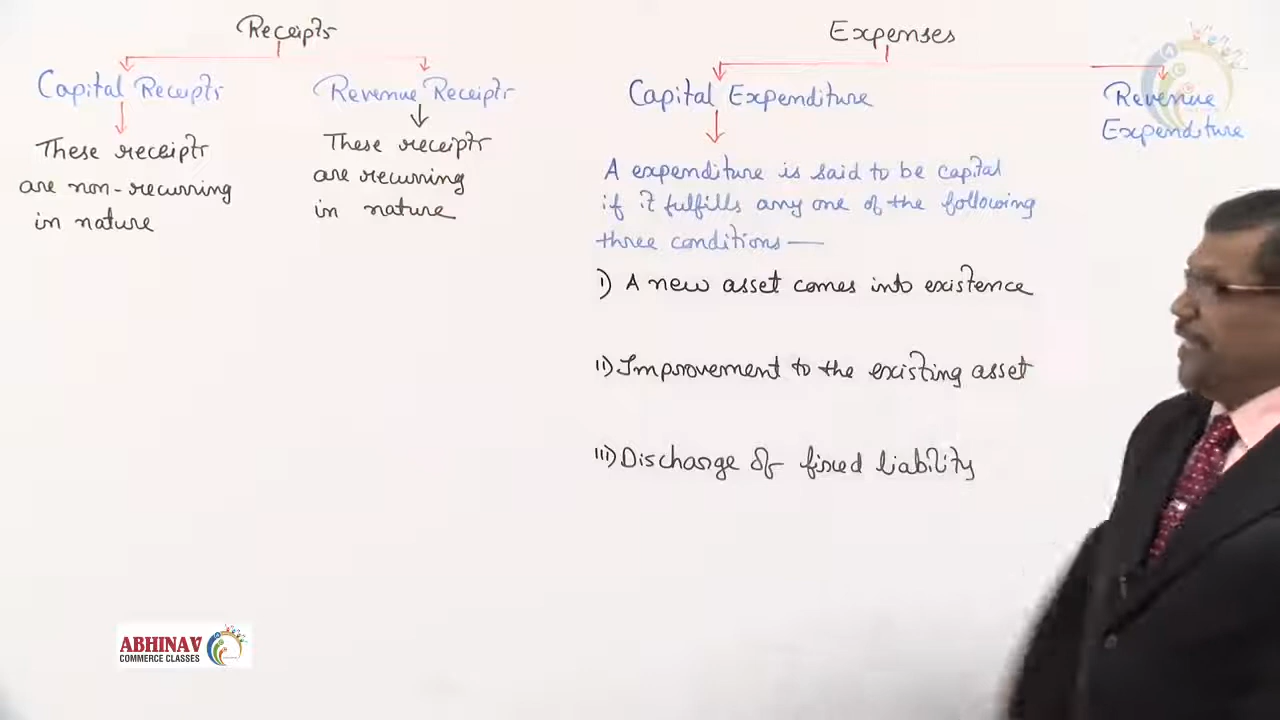 Receipts
Capital Receipts
Revenue Receipts
These receipts
are non-recurring
in nature
These receipts
are recurring
in nature
Expenses
Capital Expenditure
Revenue
Expenditure
A expenditure is said to be capital
if it fulfills any one of the following
three conditions —
i) A new asset comes into existence
ii) Improvement to the existing asset
iii) Discharge of fixed liability
ABHINAV
COMMERCE CLASSES